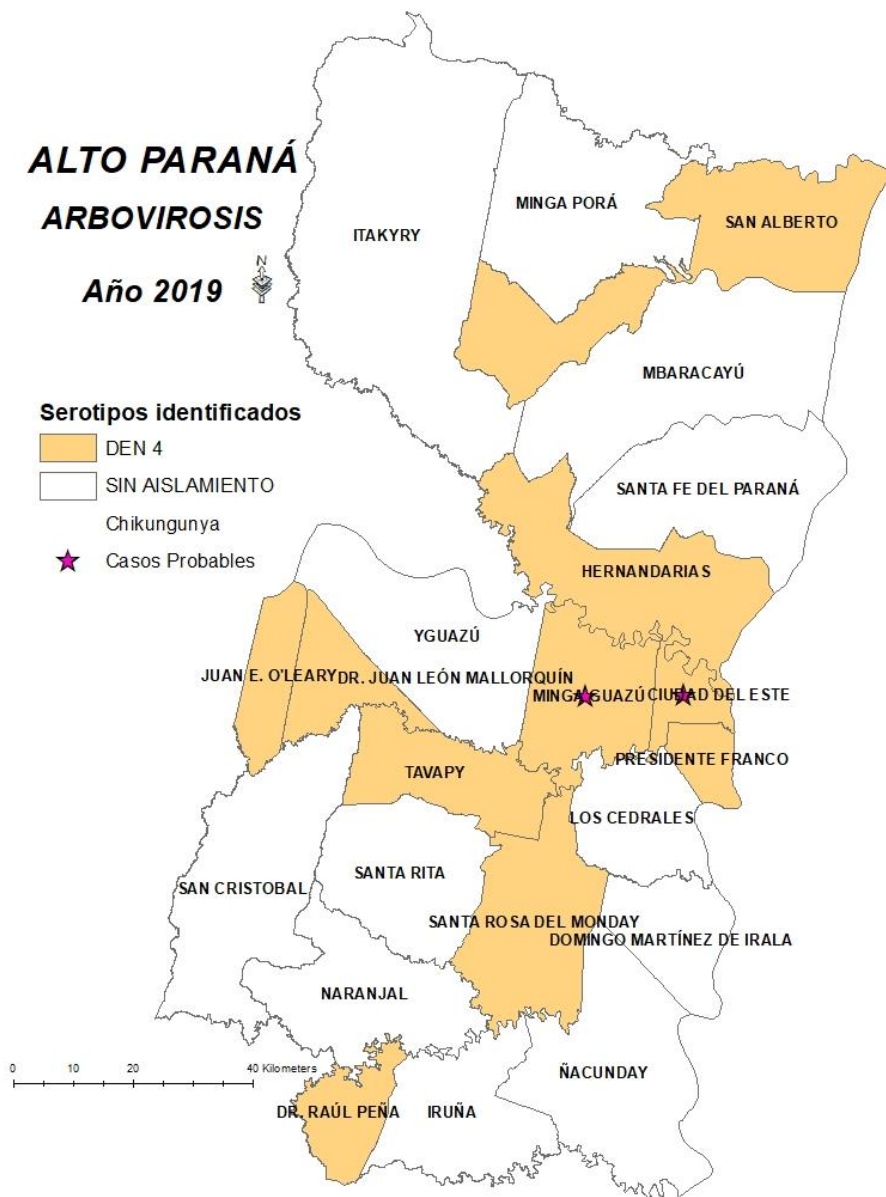 ALTO PARANÁ
ARBOVIROSIS
Año 2019
N
Serotipos identificados
DEN 4
SIN AISLAMIENTO
Chikungunya
Casos Probables
ITAKYRY
MINGA PORÁ
SAN ALBERTO
MBARACAYÚ
SANTA FE DEL PARANÁ
HERNANDARIAS
YGUAZÚ
JUAN E. O'LEARY
DR. JUAN LEÓN MALLORQUÍN
MINGA GUAZÚ
CIUDAD DEL ESTE
PRESIDENTE FRANCO
TAVAPY
LOS CEDRALES
SANTA RITA
SAN CRISTOBAL
SANTA ROSA DEL MONDAY
DOMINGO MARTÍNEZ DE IRALA
NARANJAL
ÑACUNDAY
0 10 20 40 Kilometers
DR. RAÚL PEÑA
IRUÑA